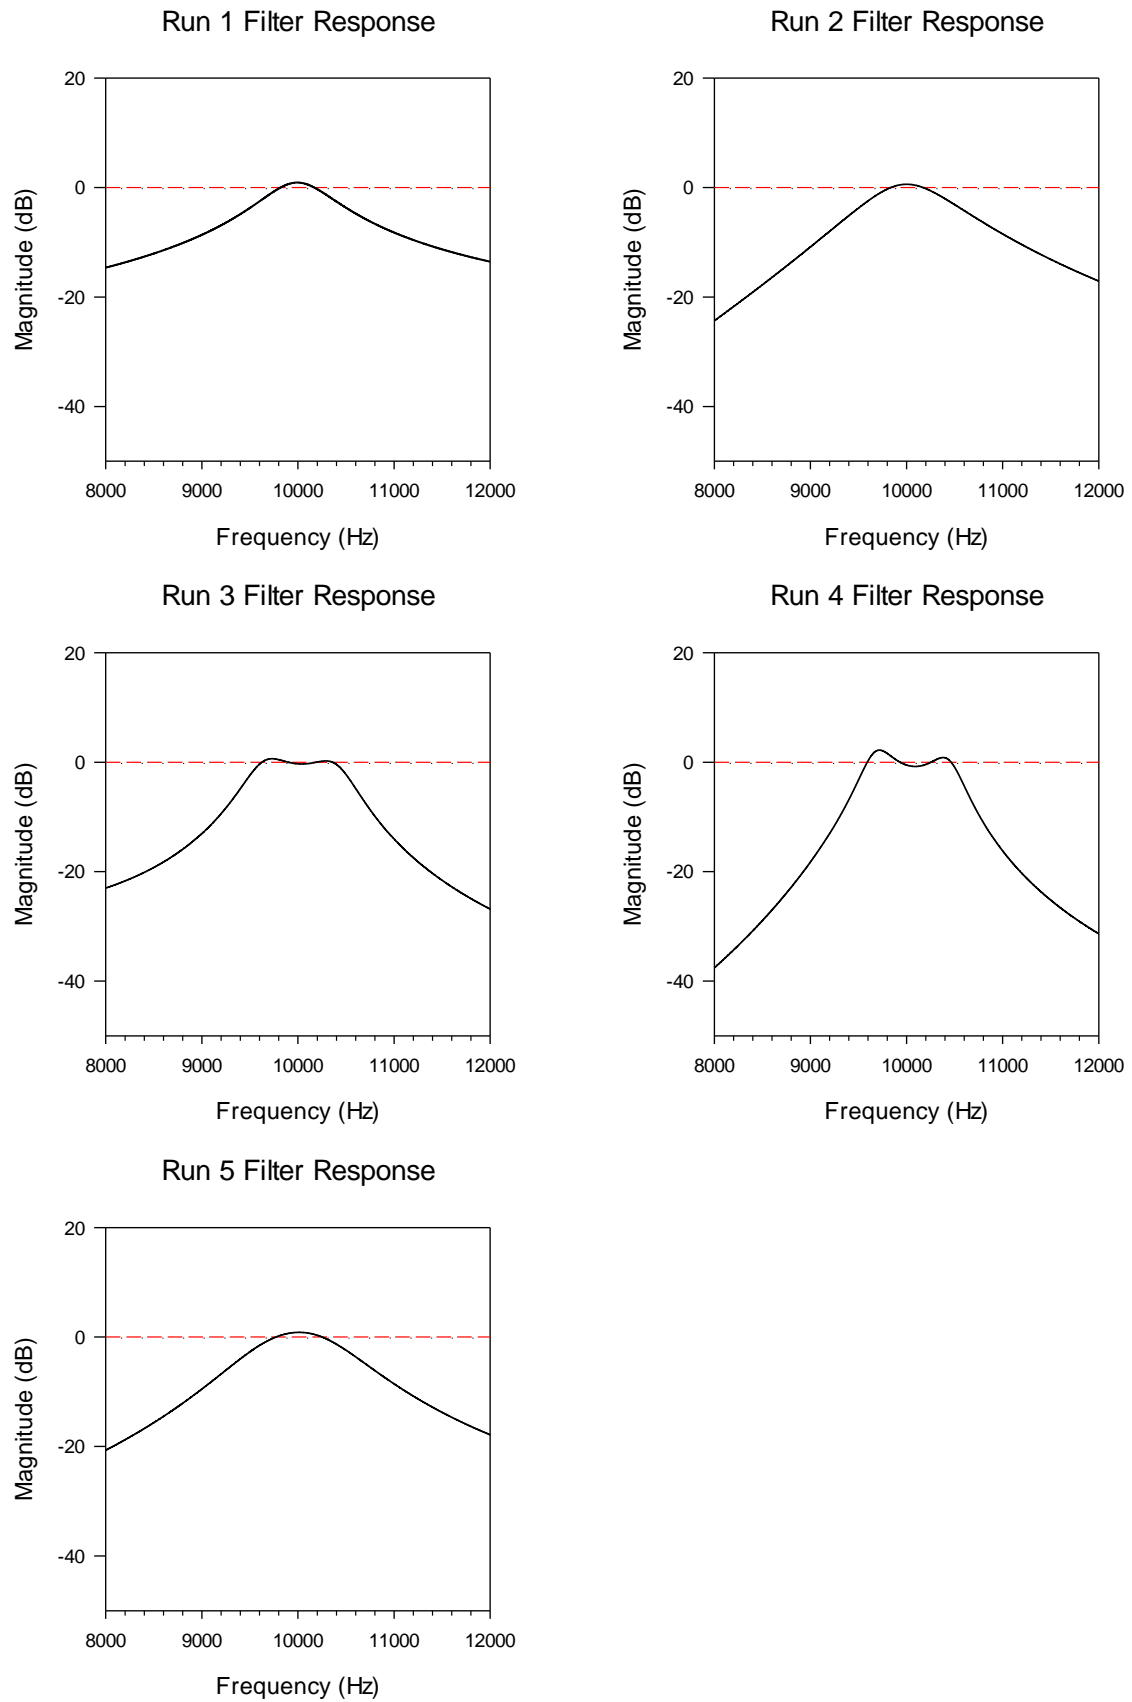 Run 1 Filter Response
20
0
-20
-40
Magnitude (dB)
8000 9000 10000 11000 12000
Frequency (Hz)
Run 2 Filter Response
20
0
-20
-40
Magnitude (dB)
8000 9000 10000 11000 12000
Frequency (Hz)
Run 3 Filter Response
20
0
-20
-40
Magnitude (dB)
8000 9000 10000 11000 12000
Frequency (Hz)
Run 4 Filter Response
20
0
-20
-40
Magnitude (dB)
8000 9000 10000 11000 12000
Frequency (Hz)
Run 5 Filter Response
20
0
-20
-40
Magnitude (dB)
8000 9000 10000 11000 12000
Frequency (Hz)